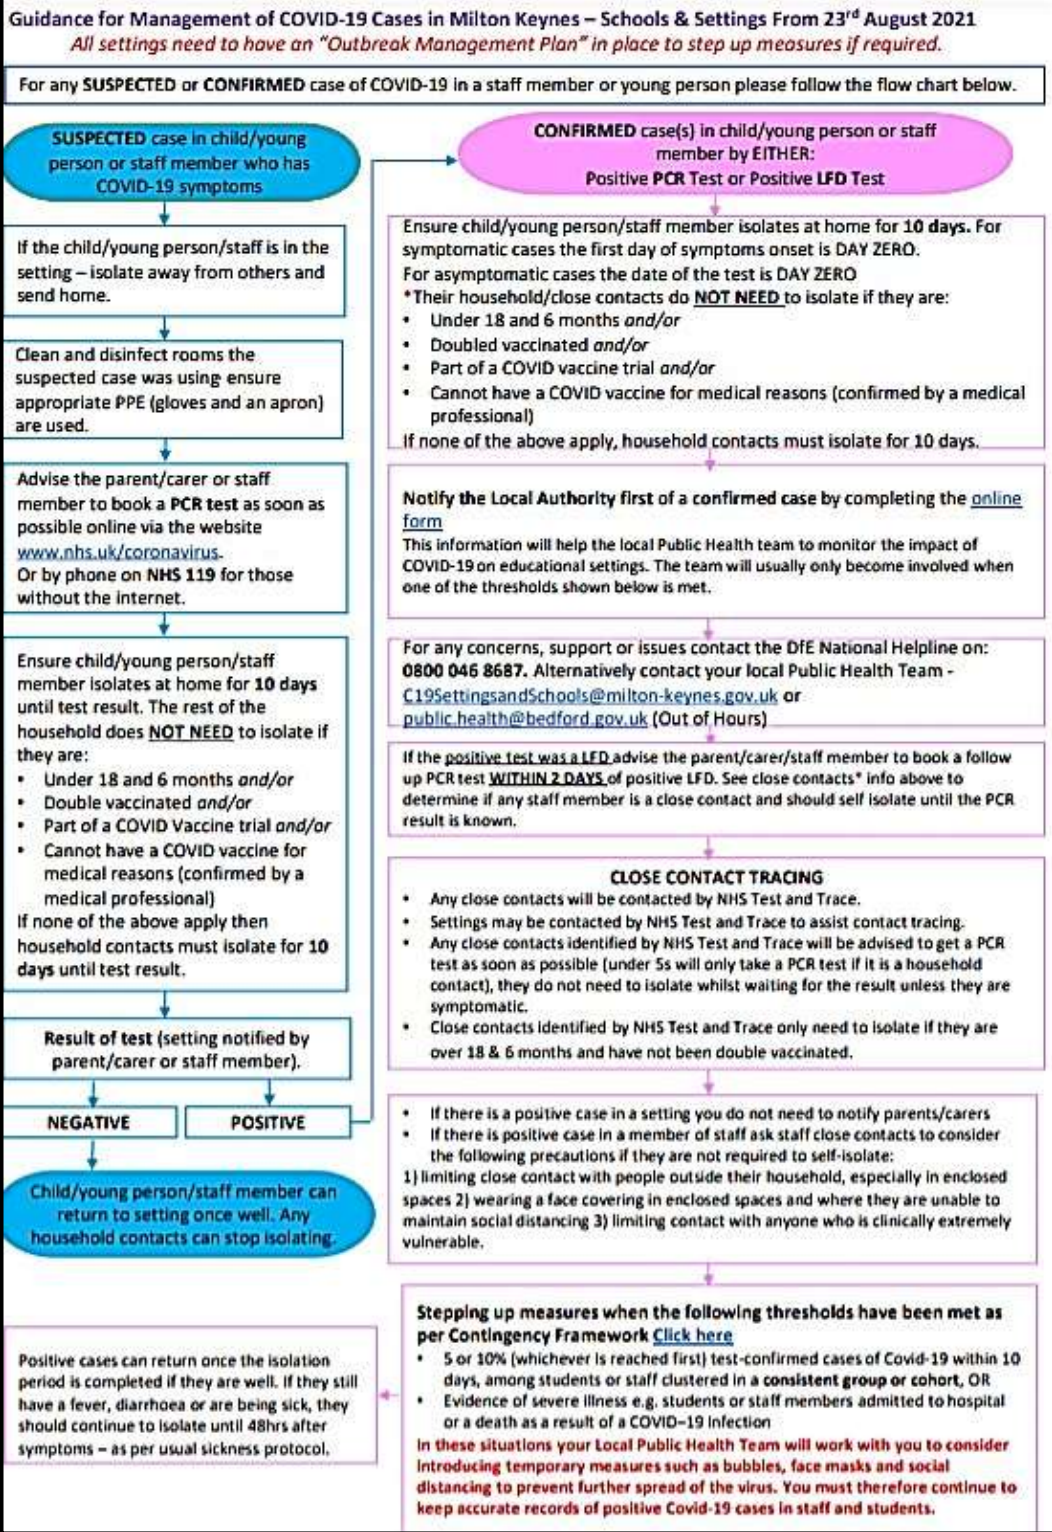 Guidance for Management of COVID-19 Cases in Milton Keynes – Schools & Settings From 23rd August 2021
All settings need to have an "Outbreak Management Plan" in place to step up measures if required.
For any SUSPECTED or CONFIRMED case of COVID-19 in a staff member or young person please follow the flow chart below.
SUSPECTED case in child/young
person or staff member who has
COVID-19 symptoms
If the child/young person/staff is in the
setting – isolate away from others and
send home.
Clean and disinfect rooms the
suspected case was using ensure
appropriate PPE (gloves and an apron)
are used.
Advise the parent/carer or staff
member to book a PCR test as soon as
possible online via the website
www.nhs.uk/coronavirus.
Or by phone on NHS 119 for those
without the internet.
Ensure child/young person/staff
member isolates at home for 10 days
until test result. The rest of the
household does NOT NEED to isolate if
they are:
• Under 18 and 6 months and/or
• Double vaccinated and/or
• Part of a COVID Vaccine trial and/or
• Cannot have a COVID vaccine for
medical reasons (confirmed by a
medical professional)
If none of the above apply then
household contacts must isolate for 10
days until test result.
Result of test (setting notified by
parent/carer or staff member).
NEGATIVE
POSITIVE
Child/young person/staff member can
return to setting once well. Any
household contacts can stop isolating.
CONFIRMED case(s) in child/young person or staff
member by EITHER:
Positive PCR Test or Positive LFD Test
Ensure child/young person/staff member isolates at home for 10 days. For
symptomatic cases the first day of symptoms onset is DAY ZERO.
For asymptomatic cases the date of the test is DAY ZERO
*Their household/close contacts do NOT NEED to isolate if they are:
• Under 18 and 6 months and/or
• Doubled vaccinated and/or
• Part of a COVID vaccine trial and/or
• Cannot have a COVID vaccine for medical reasons (confirmed by a medical
professional)
If none of the above apply, household contacts must isolate for 10 days.
Notify the Local Authority first of a confirmed case by completing the online
form
This information will help the local Public Health team to monitor the impact of
COVID-19 on educational settings. The team will usually only become involved when
one of the thresholds shown below is met.
For any concerns, support or issues contact the DfE National Helpline on:
0800 046 8687. Alternatively contact your local Public Health Team -
C19SettingsandSchools@milton-keynes.gov.uk or
public.health@bedford.gov.uk (Out of Hours)
If the positive test was a LFD advise the parent/carer/staff member to book a follow
up PCR test WITHIN 2 DAYS of positive LFD. See close contacts* info above to
determine if any staff member is a close contact and should self isolate until the PCR
result is known.
CLOSE CONTACT TRACING
• Any close contacts will be contacted by NHS Test and Trace.
• Settings may be contacted by NHS Test and Trace to assist contact tracing.
• Any close contacts identified by NHS Test and Trace will be advised to get a PCR
test as soon as possible (under 5s will only take a PCR test if it is a household
contact), they do not need to isolate whilst waiting for the result unless they are
symptomatic.
• Close contacts identified by NHS Test and Trace only need to isolate if they are
over 18 & 6 months and have not been double vaccinated.
• If there is a positive case in a setting you do not need to notify parents/carers
• If there is positive case in a member of staff ask staff close contacts to consider
the following precautions if they are not required to self-isolate:
1) limiting close contact with people outside their household, especially in enclosed
spaces 2) wearing a face covering in enclosed spaces and where they are unable to
maintain social distancing 3) limiting contact with anyone who is clinically extremely
vulnerable.
Stepping up measures when the following thresholds have been met as
per Contingency Framework Click here
• 5 or 10% (whichever is reached first) test-confirmed cases of Covid-19 within 10
days, among students or staff clustered in a consistent group or cohort, OR
• Evidence of severe illness e.g. students or staff members admitted to hospital
or a death as a result of a COVID–19 infection
In these situations your Local Public Health Team will work with you to consider
introducing temporary measures such as bubbles, face masks and social
distancing to prevent further spread of the virus. You must therefore continue to
keep accurate records of positive Covid-19 cases in staff and students.
Positive cases can return once the isolation
period is completed if they are well. If they still
have a fever, diarrhoea or are being sick, they
should continue to isolate until 48hrs after
symptoms – as per usual sickness protocol.